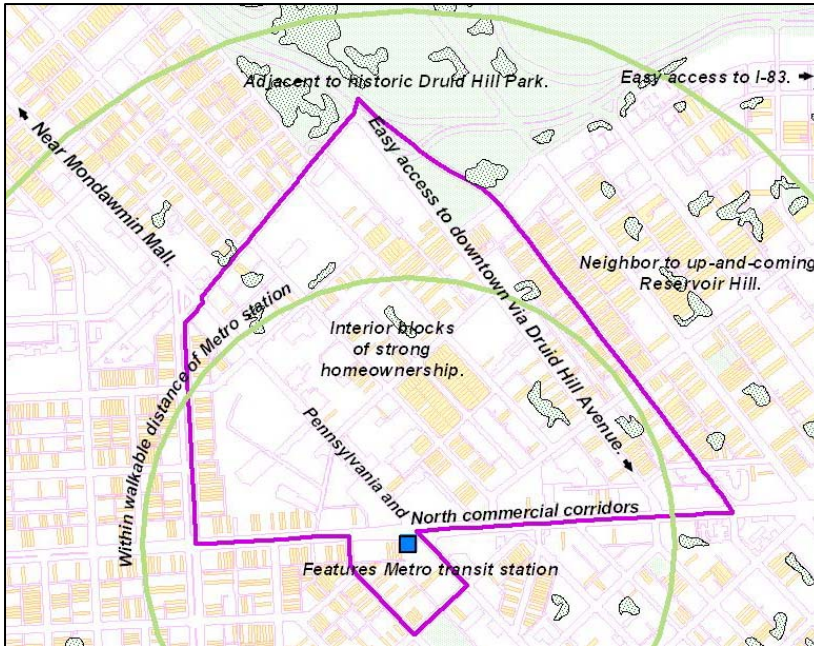 Adjacent to historic Druid Hill Park.
Easy access to I-83.
Near Mondawmin Mall.
Easy access to downtown via Druid Hill Avenue.
Neighbor to up-and-coming
Reservoir Hill.
Within walkable distance of Metro station
Interior blocks
of strong
homeownership.
Pennsylvania and
North commercial corridors
Features Metro transit station